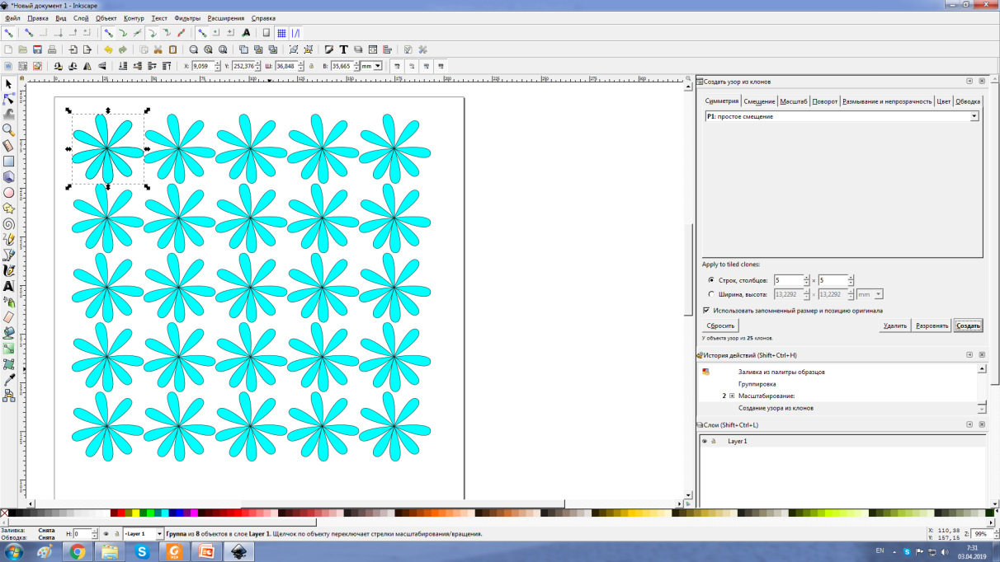 *Новый документ 1 - Inkscape
Файл Правка Вид Слой Объект Контур Текст Фильтры Расширения Справка
X: 9,059 Y: 252,376 Ш: 36,848 В: 35,665 mm
Создать узор из клонов
Симметрия Смещение Масштаб Поворот Размывание и непрозрачность Цвет Обводка
P1: простое смещение
Apply to tiled clones:
Строк, столбцов: 5 × 5
Ширина, высота: 13,2292 × 13,2292 mm
Использовать запомненный размер и позицию оригинала
Сбросить Удалить Разровнять Создать
У объекта узор из 25 клонов.
История действий (Shift+Ctrl+H)
Заливка из палитры образцов
Группировка
2 Масштабирование:
Создание узора из клонов
Слои (Shift+Ctrl+L)
Layer 1
Заливка: Снята
Обводка: Снята
Н: 0
Layer 1
Группа из 8 объектов в слое Layer 1. Щелчок по объекту переключает стрелки масштабирования/вращения.
X: 110,38
Y: 157,15
Z: 99%
EN
7:31
03.04.2019